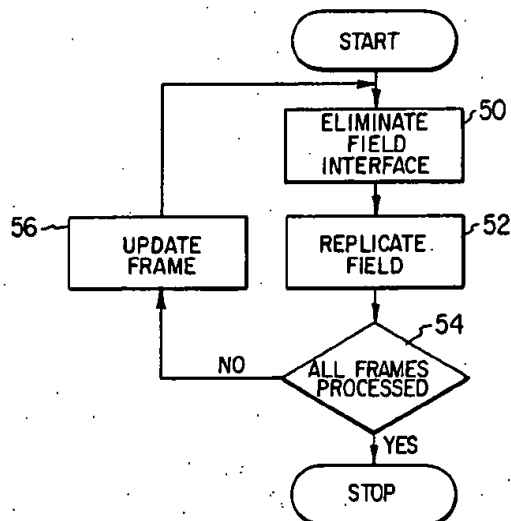 START
50
ELIMINATE
FIELD
INTERFACE
52
REPLICATE
FIELD
56
UPDATE
FRAME
54
ALL FRAMES
PROCESSED
NO
YES
STOP